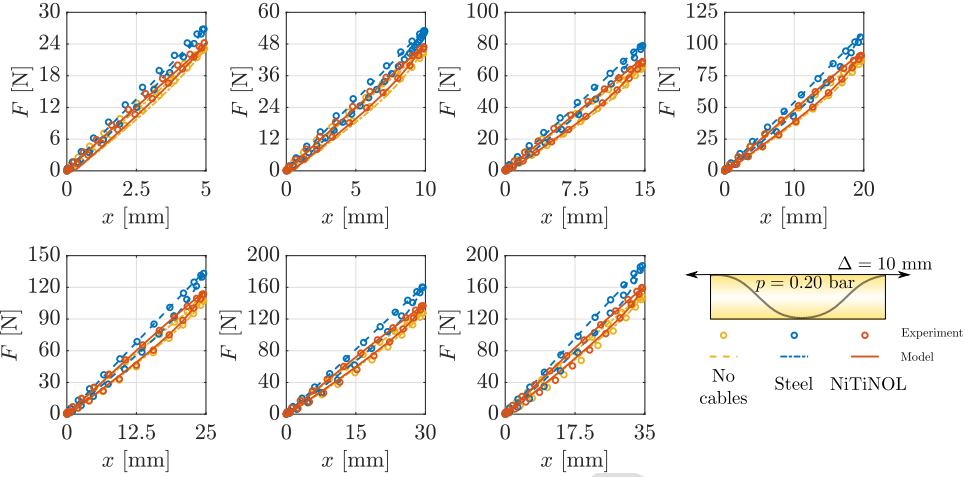 30
24
18
12
6
0
F [N]
0 2.5 5
x [mm]
60
48
36
24
12
0
F [N]
0 5 10
x [mm]
100
80
60
40
20
0
F [N]
0 7.5 15
x [mm]
125
100
75
50
25
0
F [N]
0 10 20
x [mm]
150
120
90
60
30
0
F [N]
0 12.5 25
x [mm]
200
160
120
80
40
0
F [N]
0 15 30
x [mm]
200
160
120
80
40
0
F [N]
0 17.5 35
x [mm]
Δ = 10 mm
p = 0.20 bar
Experiment
Model
No
cables
Steel
NiTiNOL